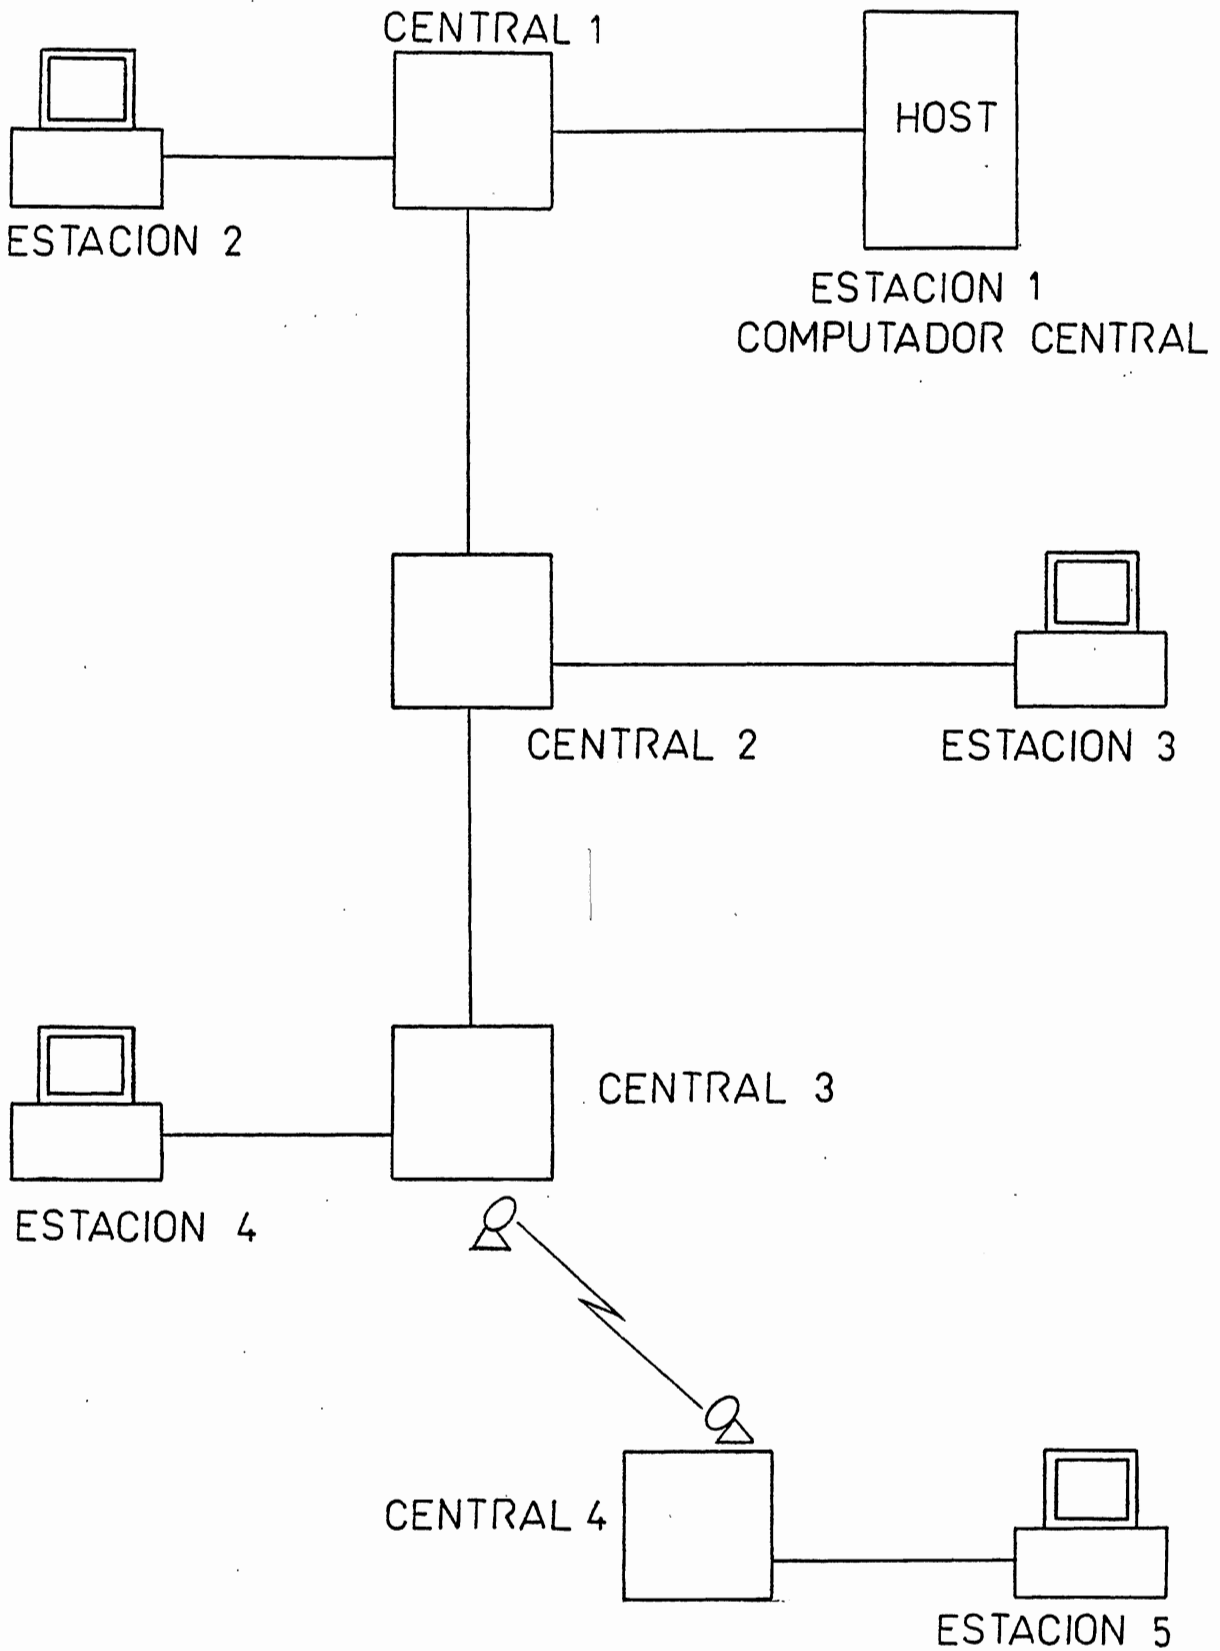 CENTRAL 1
HOST
ESTACION 2
ESTACION 1
COMPUTADOR CENTRAL
CENTRAL 2
ESTACION 3
CENTRAL 3
ESTACION 4
CENTRAL 4
ESTACION 5